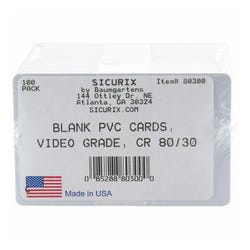 100 SICURIX Item# 80300
PACK by Baumgartens
144 Ottley Dr. NE
Atlanta, GA 30324
SICURIX.COM
BLANK PVC CARDS,
VIDEO GRADE, CR 80/30
0 85288 80300 0
Made in USA